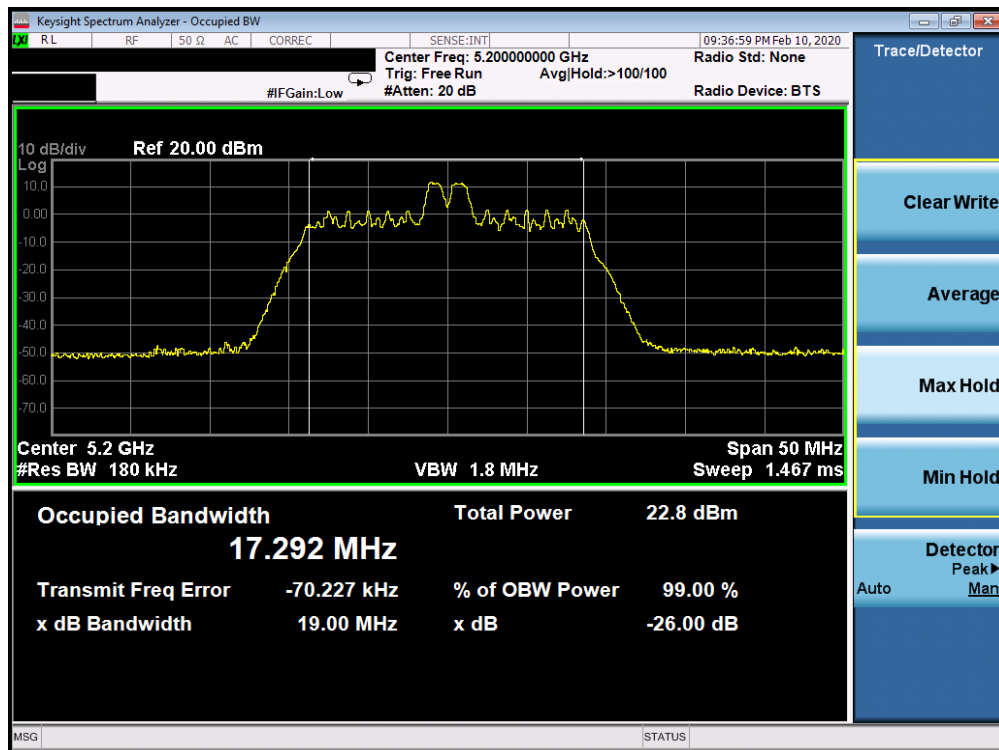 Keysight Spectrum Analyzer - Occupied BW
LXI RL RF 50 Ω AC CORREC SENSE:INT 09:36:59 PM Feb 10, 2020
Center Freq: 5.200000000 GHz Radio Std: None
Trig: Free Run Avg|Hold:>100/100
#IFGain:Low #Atten: 20 dB Radio Device: BTS
10 dB/div Ref 20.00 dBm
Log
10.0
0.00
-10.0
-20.0
-30.0
-40.0
-50.0
-60.0
-70.0
Center 5.2 GHz Span 50 MHz
#Res BW 180 kHz VBW 1.8 MHz Sweep 1.467 ms
Occupied Bandwidth Total Power 22.8 dBm
17.292 MHz
Transmit Freq Error -70.227 kHz % of OBW Power 99.00 %
x dB Bandwidth 19.00 MHz x dB -26.00 dB
MSG STATUS
Trace/Detector
Clear Write
Average
Max Hold
Min Hold
Detector
Peak▶
Auto Man